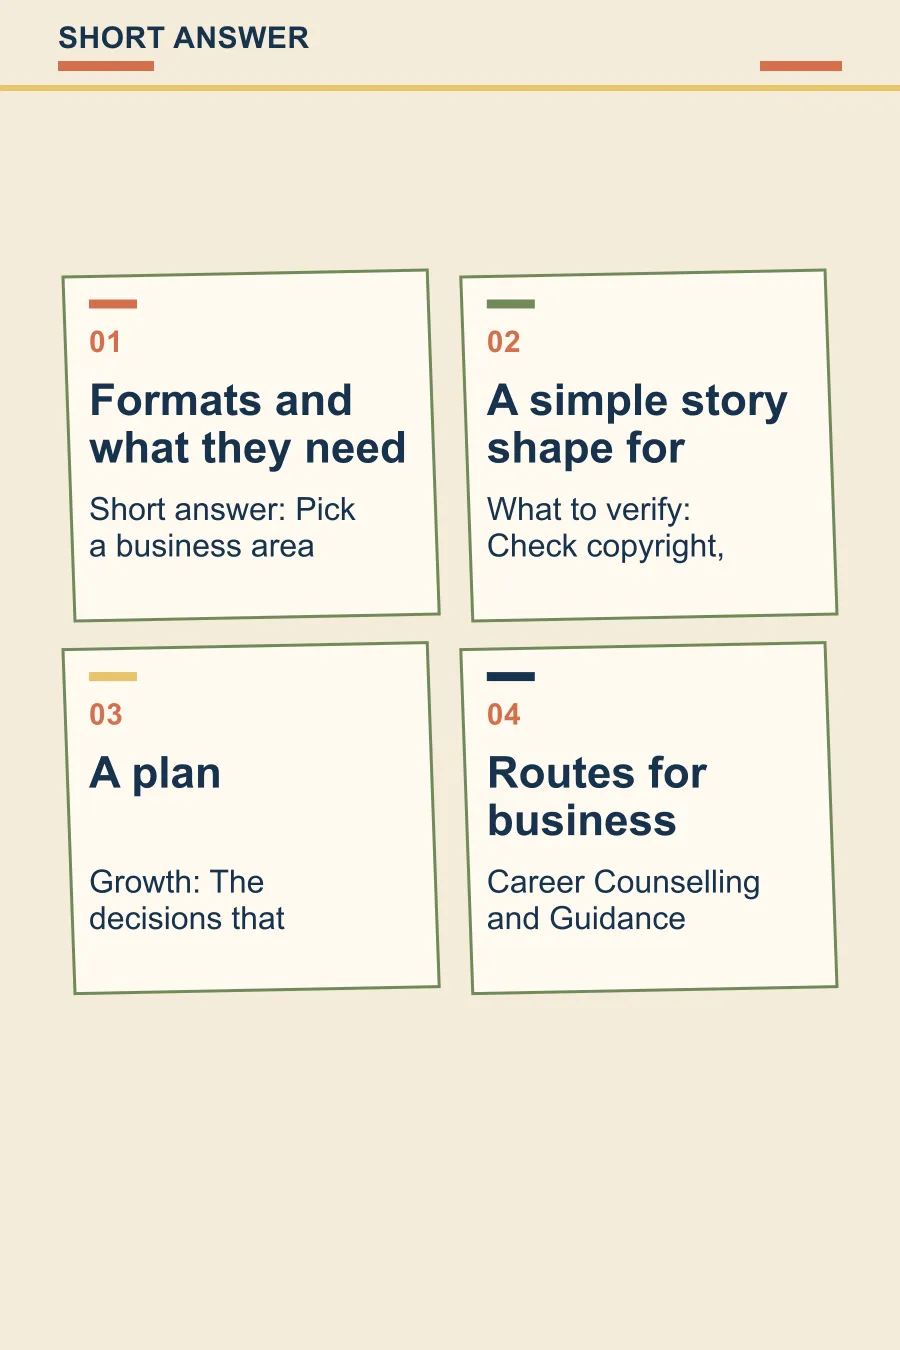 SHORT ANSWER
01
Formats and
what they need
Short answer: Pick
a business area
02
A simple story
shape for
What to verify:
Check copyright,
03
A plan
Growth: The
decisions that
04
Routes for
business
Career Counselling
and Guidance